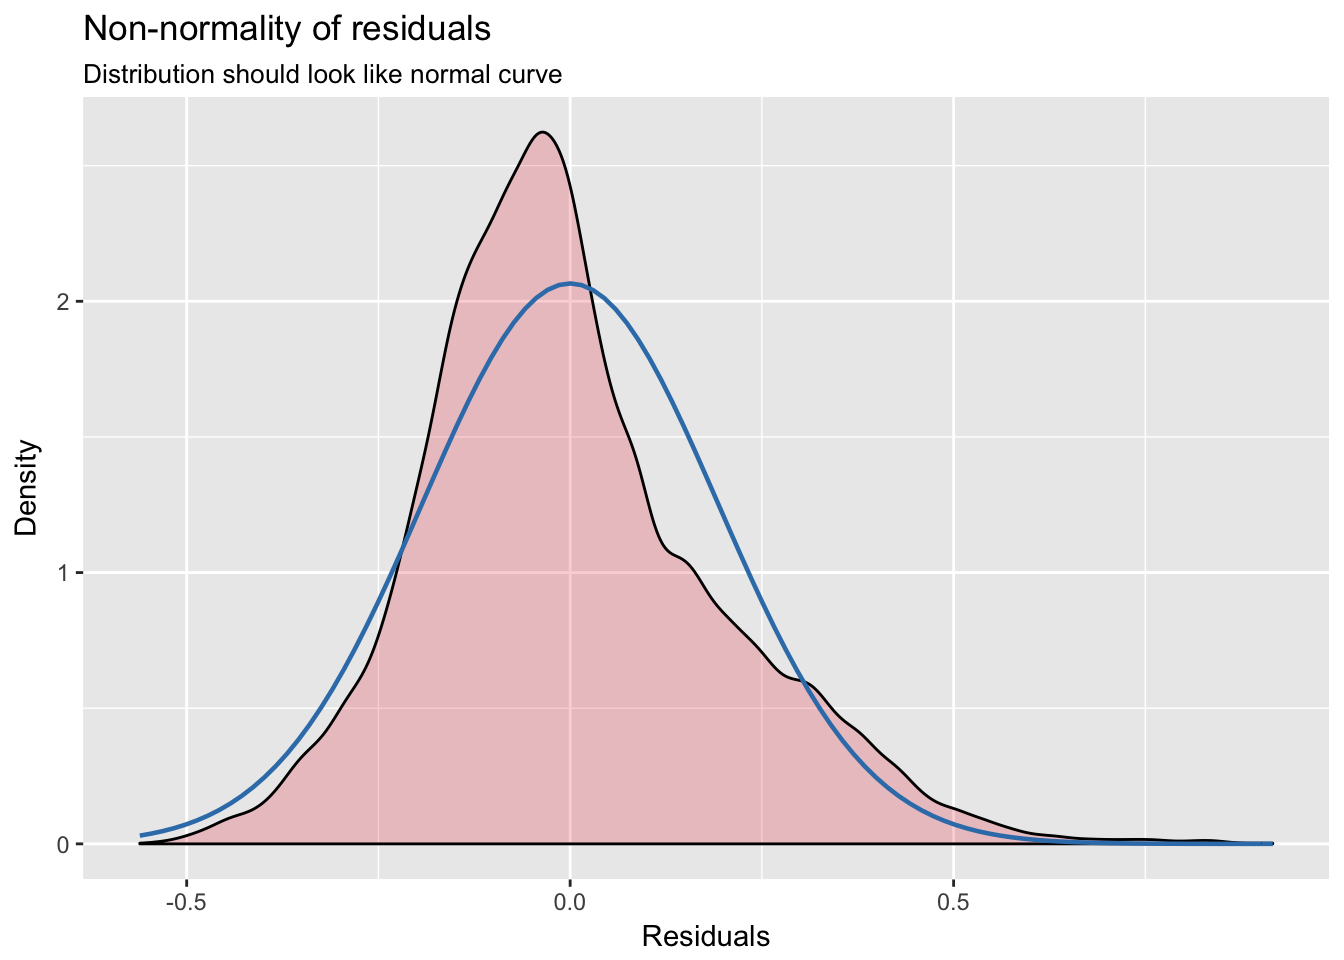 Non-normality of residuals
Distribution should look like normal curve
Density
2
1
0
-0.5
0.0
0.5
Residuals